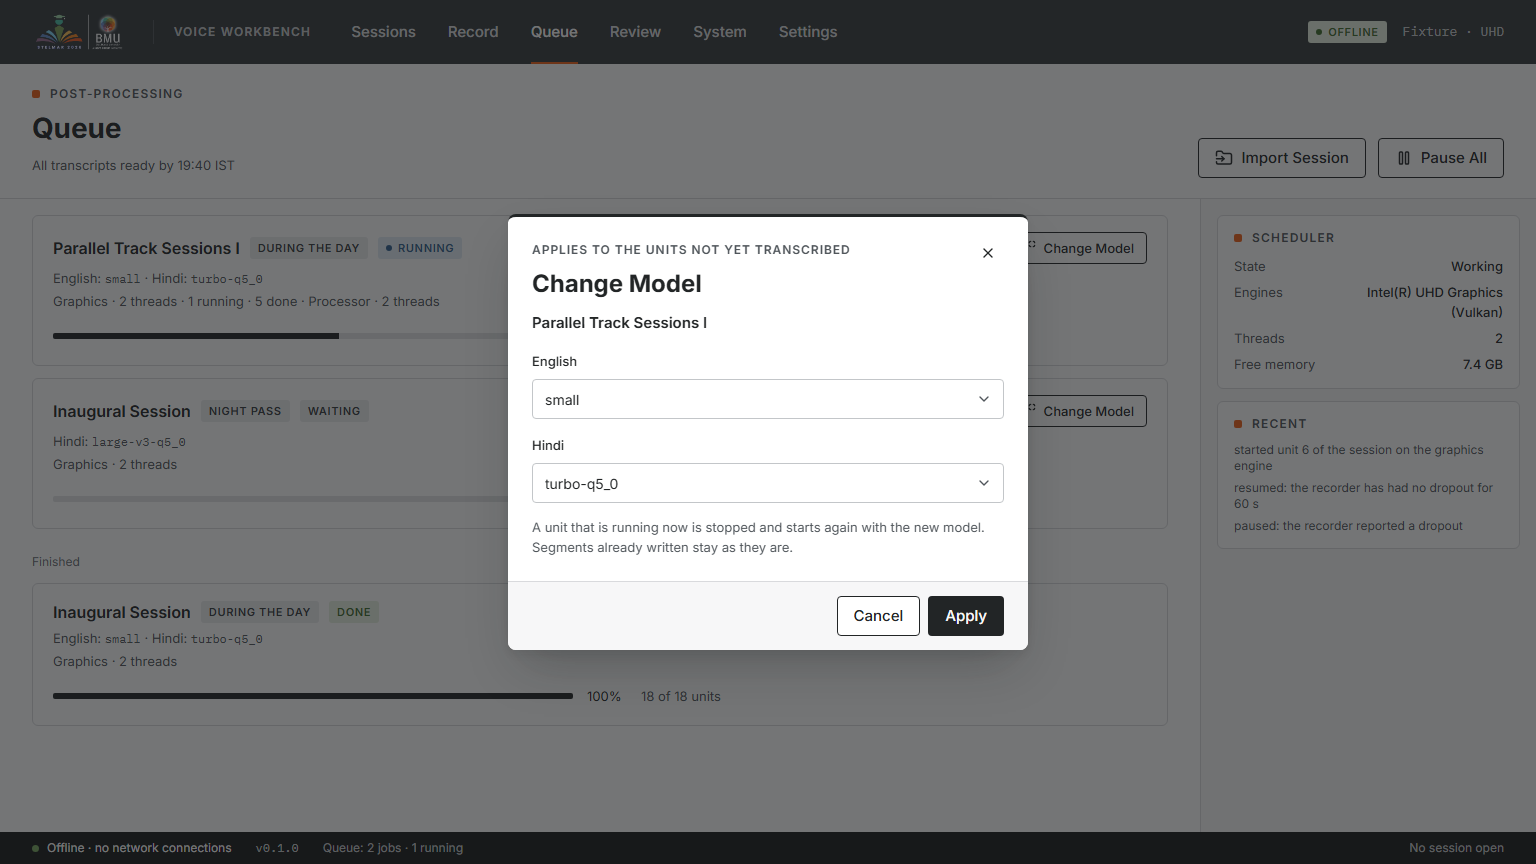 BMU
VOICE WORKBENCH
Sessions
Record
Queue
Review
System
Settings
OFFLINE
Fixture · UHD
POST-PROCESSING
Queue
All transcripts ready by 19:40 IST
Import Session
Pause All
Parallel Track Sessions I
DURING THE DAY
RUNNING
Change Model
English: small · Hindi: turbo-q5_0
Graphics · 2 threads · 1 running · 5 done · Processor · 2 threads
Inaugural Session
NIGHT PASS
WAITING
Change Model
Hindi: large-v3-q5_0
Graphics · 2 threads
Finished
Inaugural Session
DURING THE DAY
DONE
English: small · Hindi: turbo-q5_0
Graphics · 2 threads
100%
18 of 18 units
APPLIES TO THE UNITS NOT YET TRANSCRIBED
Change Model
Parallel Track Sessions I
English
small
Hindi
turbo-q5_0
A unit that is running now is stopped and starts again with the new model.
Segments already written stay as they are.
Cancel
Apply
SCHEDULER
State
Working
Engines
Intel(R) UHD Graphics
(Vulkan)
Threads
2
Free memory
7.4 GB
RECENT
started unit 6 of the session on the graphics
engine
resumed: the recorder has had no dropout for
60 s
paused: the recorder reported a dropout
Offline · no network connections
v0.1.0
Queue: 2 jobs · 1 running
No session open